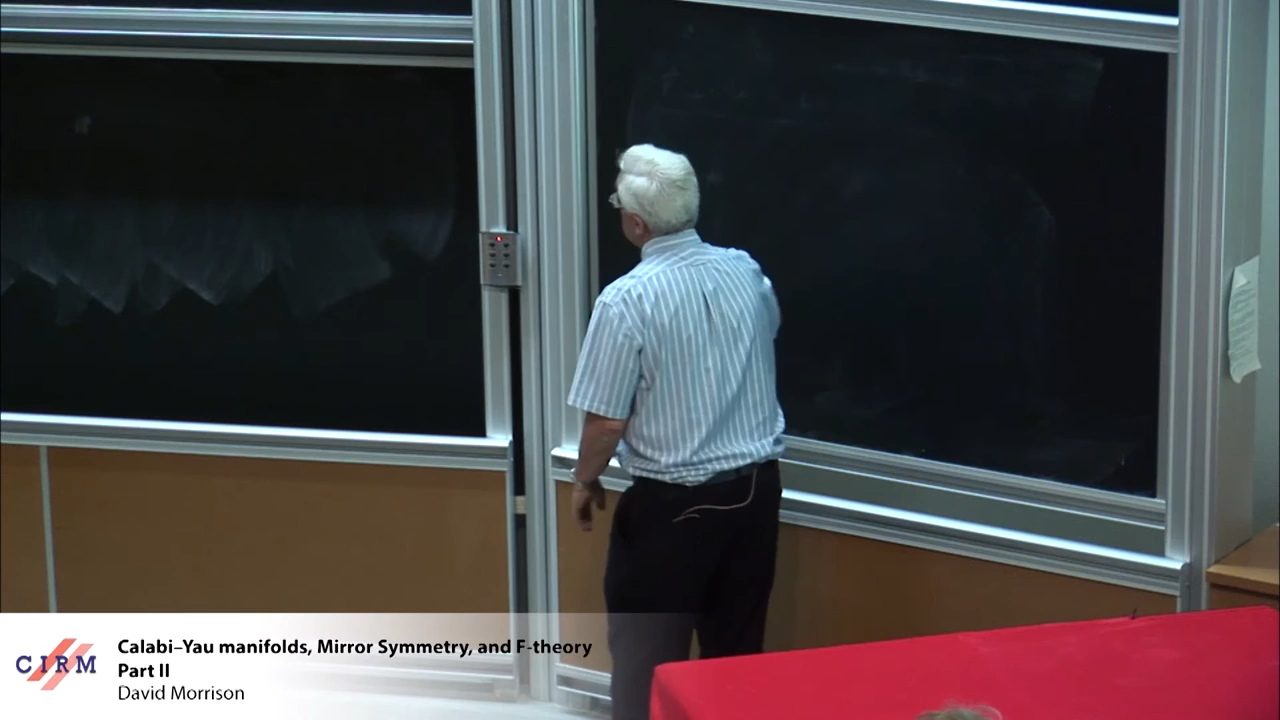 CIRM
Calabi–Yau manifolds, Mirror Symmetry, and F-theory
Part II
David Morrison